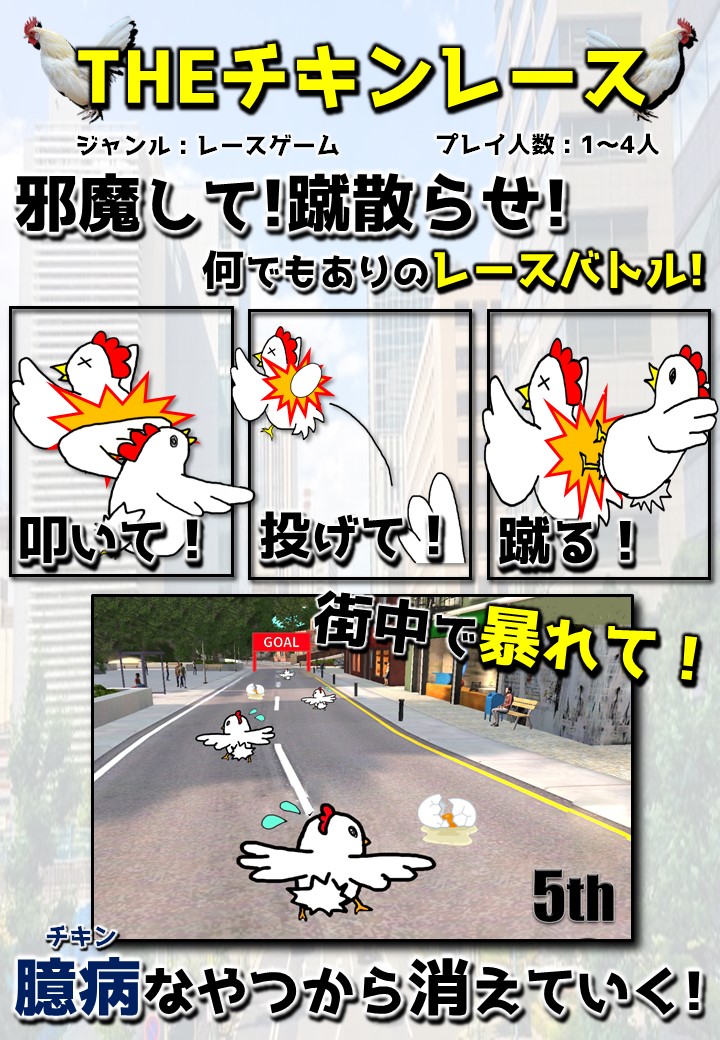 THEチキンレース
ジャンル：レースゲーム　プレイ人数：1～4人
邪魔して!蹴散らせ!
何でもありのレースバトル!
叩いて！
投げて！
蹴る！
街中で暴れて！
GOAL
5th
チキン
臆病なやつから消えていく!